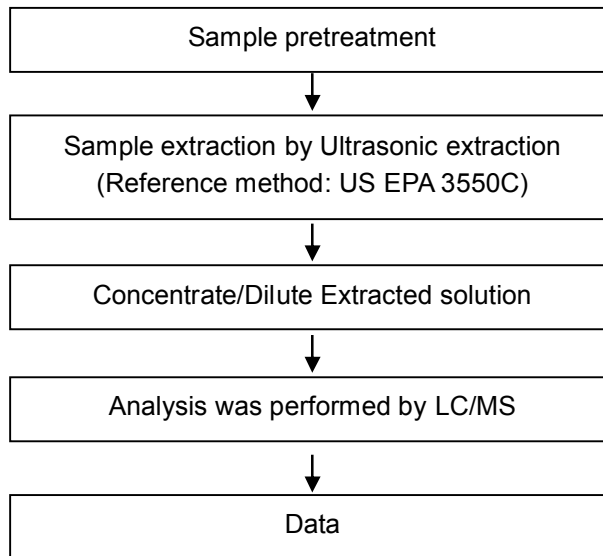 Sample pretreatment
Sample extraction by Ultrasonic extraction
(Reference method: US EPA 3550C)
Concentrate/Dilute Extracted solution
Analysis was performed by LC/MS
Data